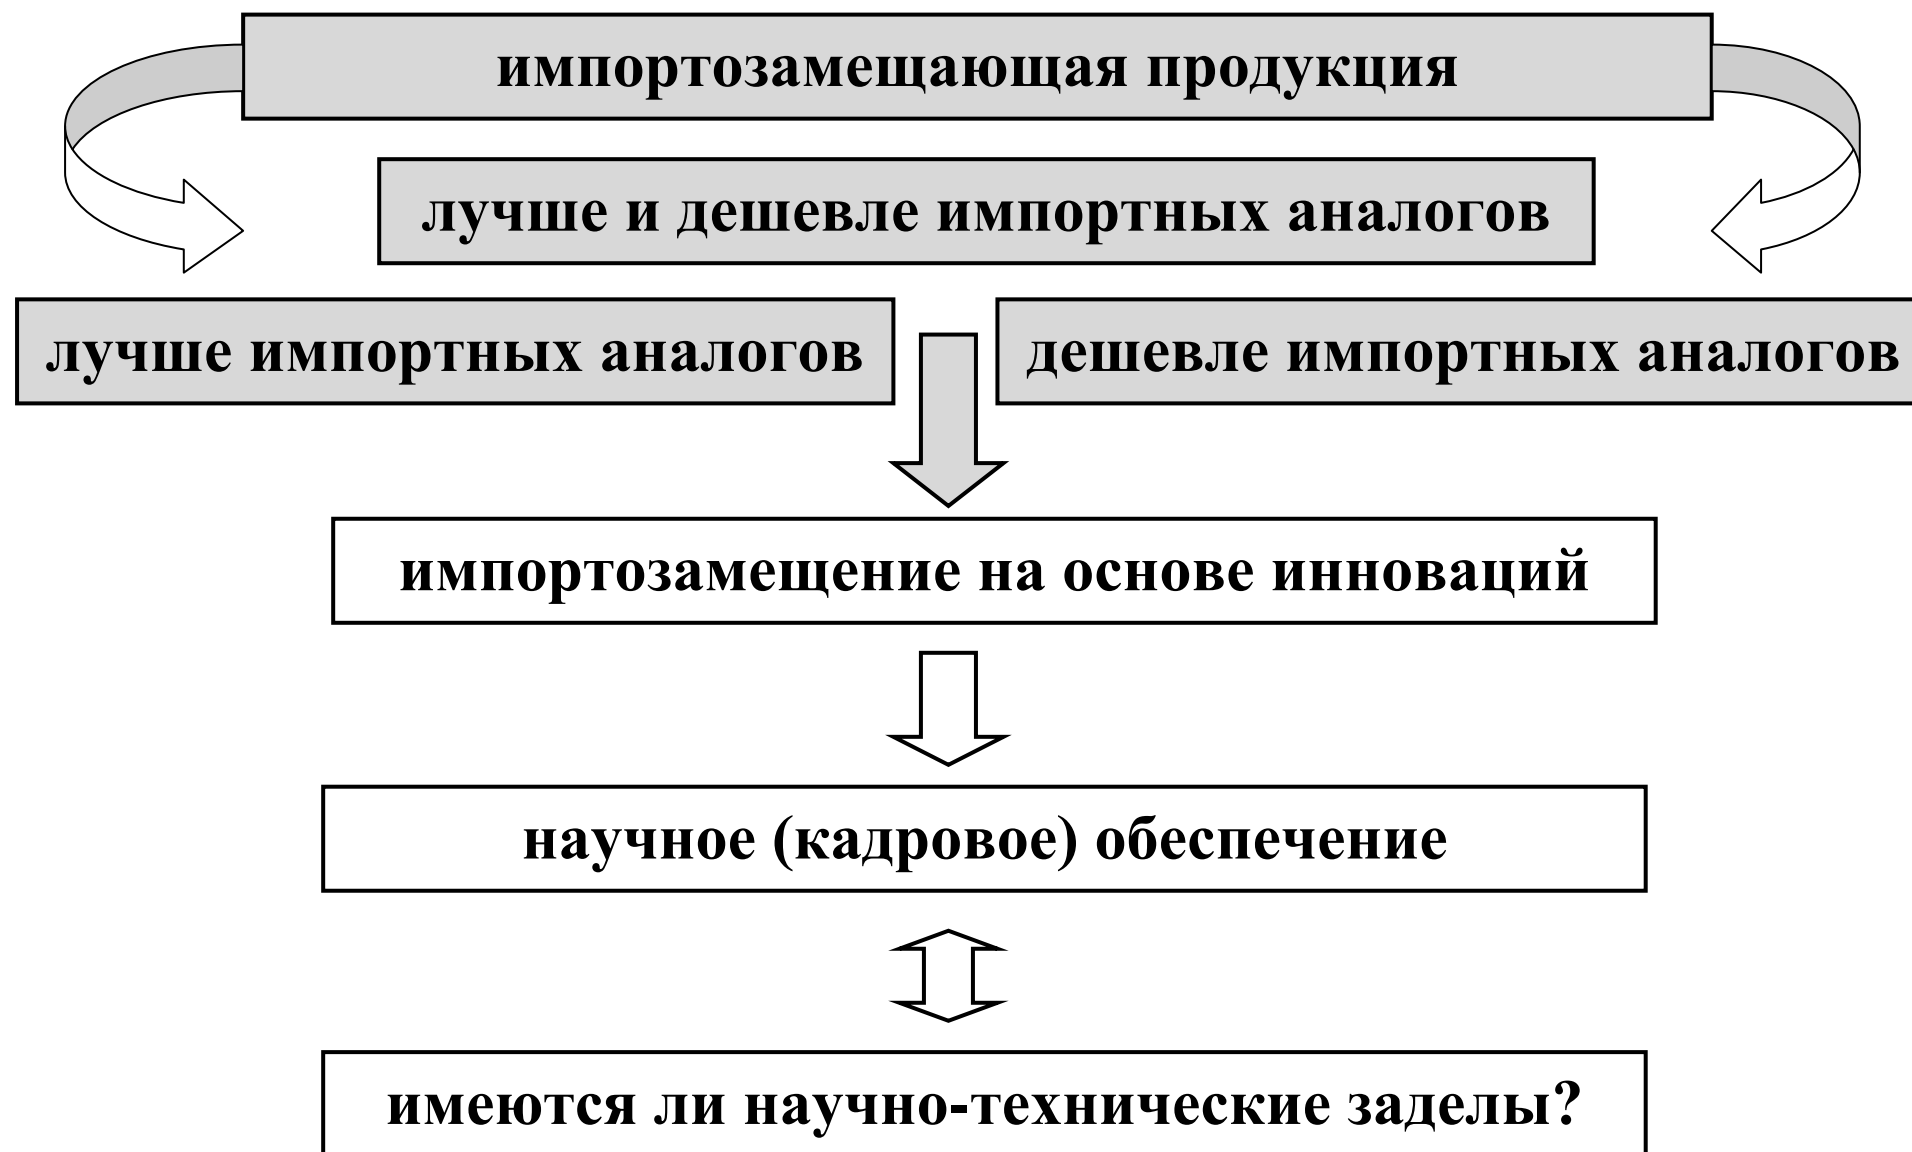 импортозамещающая продукция
лучше и дешевле импортных аналогов
лучше импортных аналогов
дешевле импортных аналогов
импортозамещение на основе инноваций
научное (кадровое) обеспечение
имеются ли научно-технические заделы?